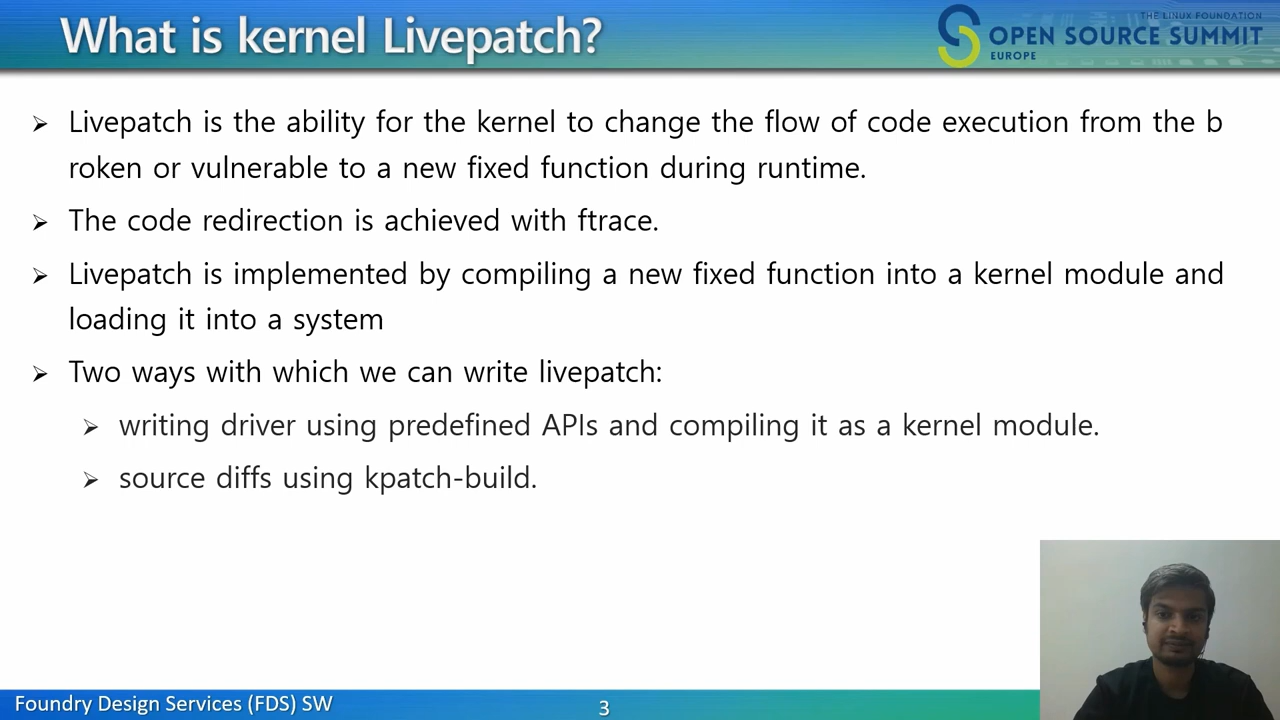 What is kernel Livepatch?
THE LINUX FOUNDATION
OPEN SOURCE SUMMIT
EUROPE
Livepatch is the ability for the kernel to change the flow of code execution from the b
roken or vulnerable to a new fixed function during runtime.
The code redirection is achieved with ftrace.
Livepatch is implemented by compiling a new fixed function into a kernel module and
loading it into a system
Two ways with which we can write livepatch:
writing driver using predefined APIs and compiling it as a kernel module.
source diffs using kpatch-build.
Foundry Design Services (FDS) SW
3